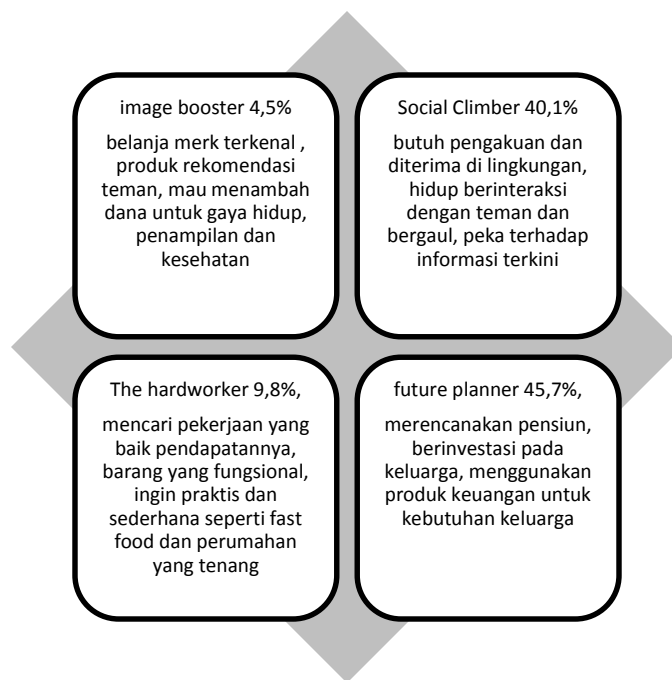 image booster 4,5%
belanja merk terkenal ,
produk rekomendasi
teman, mau menambah
dana untuk gaya hidup,
penampilan dan
kesehatan
Social Climber 40,1%
butuh pengakuan dan
diterima di lingkungan,
hidup berinteraksi
dengan teman dan
bergaul, peka terhadap
informasi terkini
The hardworker 9,8%,
mencari pekerjaan yang
baik pendapatannya,
barang yang fungsional,
ingin praktis dan
sederhana seperti fast
food dan perumahan
yang tenang
future planner 45,7%,
merencanakan pensiun,
berinvestasi pada
keluarga, menggunakan
produk keuangan untuk
kebutuhan keluarga